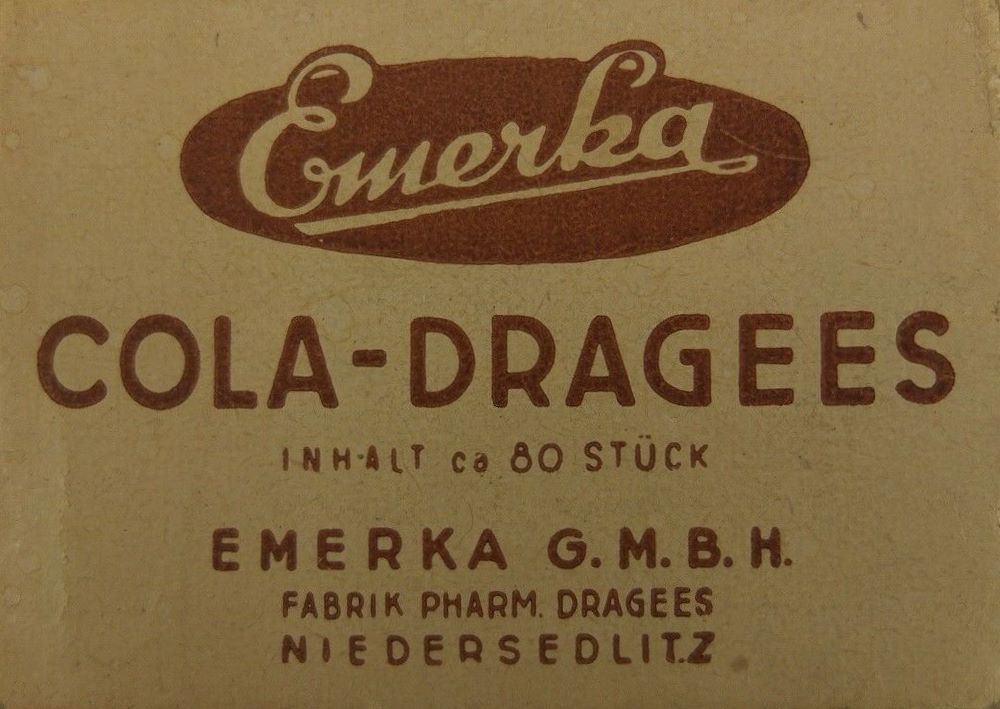 Emerka
COLA-DRAGEES
INHALT ca 80 STÜCK
EMERKA G.M.B.H.
FABRIK PHARM. DRAGEES
NIEDERSEDLITZ